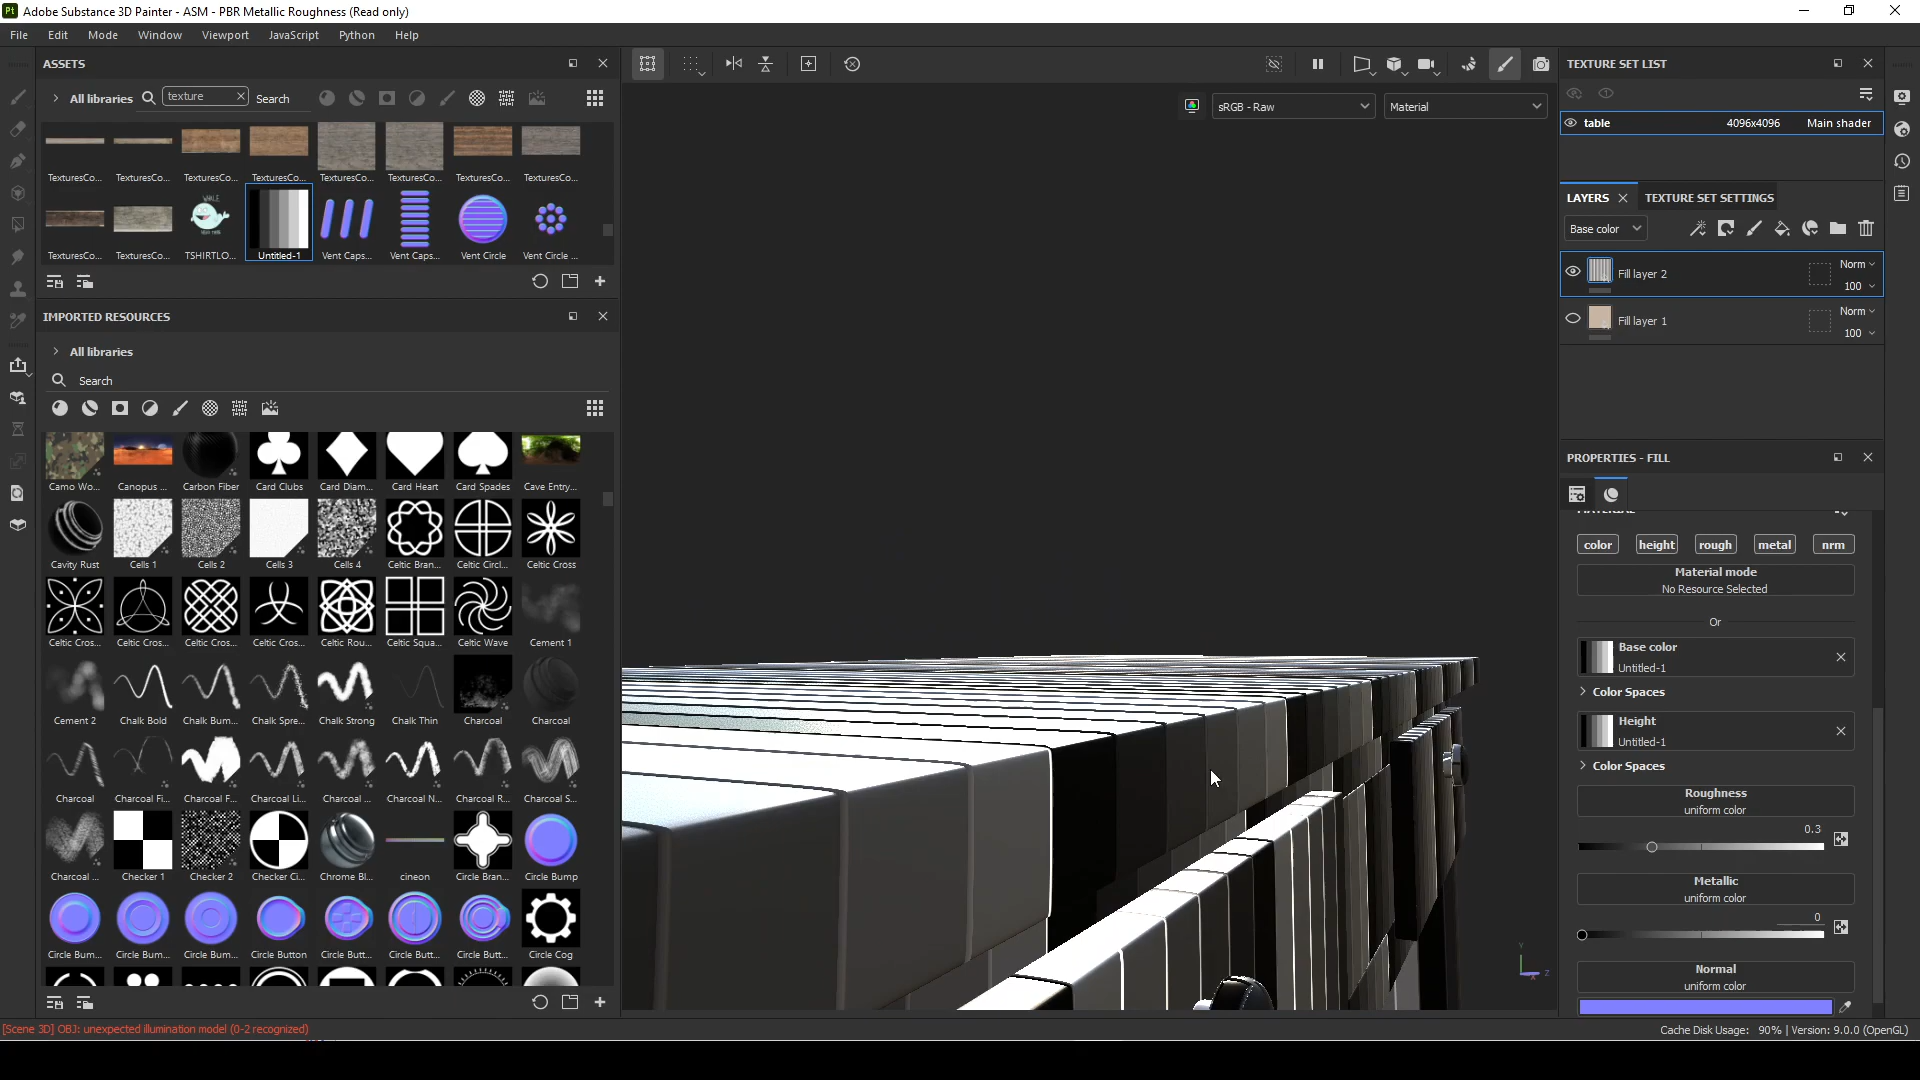 Pt Adobe Substance 3D Painter - ASM - PBR Metallic Roughness (Read only)
File Edit Mode Window Viewport JavaScript Python Help
ASSETS
All libraries texture Search
TexturesCo... TexturesCo... TexturesCo... TexturesCo... TexturesCo... TexturesCo... TexturesCo... TexturesCo...
TexturesCo... TexturesCo... TSHIRTLO... Untitled-1 Vent Caps... Vent Caps... Vent Circle Vent Circle ...
IMPORTED RESOURCES
All libraries
Search
Camo Wo... Canopus ... Carbon Fiber Card Clubs Card Diam... Card Heart Card Spades Cave Entry...
Cavity Rust Cells 1 Cells 2 Cells 3 Cells 4 Celtic Bran... Celtic Circl... Celtic Cross
Celtic Cros... Celtic Cros... Celtic Cros... Celtic Cros... Celtic Rou... Celtic Squa... Celtic Wave Cement 1
Cement 2 Chalk Bold Chalk Bum... Chalk Spre... Chalk Strong Chalk Thin Charcoal Charcoal
Charcoal Charcoal Fi... Charcoal F... Charcoal Li... Charcoal ... Charcoal N... Charcoal R... Charcoal S...
Charcoal ... Checker 1 Checker 2 Checker Ci... Chrome Bl... cineon Circle Bran... Circle Bump
Circle Bum... Circle Bum... Circle Bum... Circle Button Circle Butt... Circle Butt... Circle Butt... Circle Cog
[Scene 3D] OBJ: unexpected illumination model (0-2 recognized)
sRGB - Raw Material
Y
Z
TEXTURE SET LIST
table 4096x4096 Main shader
LAYERS TEXTURE SET SETTINGS
Base color
Fill layer 2 Norm
100
Fill layer 1 Norm
100
PROPERTIES - FILL
MATERIAL
color height rough metal nrm
Material mode
No Resource Selected
Or
Base color
Untitled-1
Color Spaces
Height
Untitled-1
Color Spaces
Roughness
uniform color
0.3
Metallic
uniform color
0
Normal
uniform color
Cache Disk Usage: 90% | Version: 9.0.0 (OpenGL)